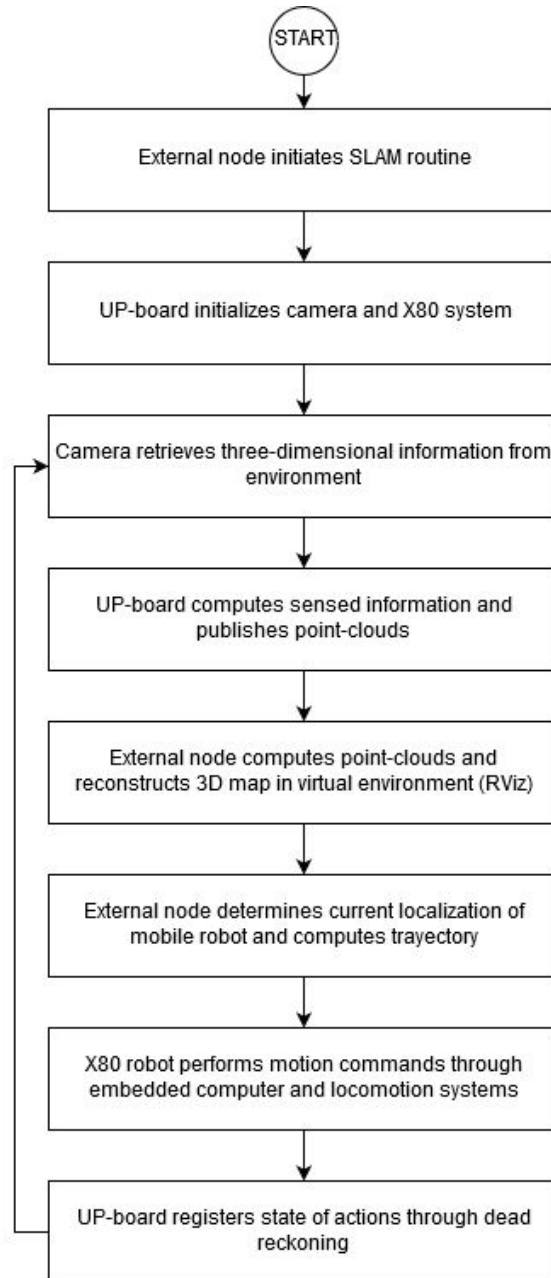 START
External node initiates SLAM routine
UP-board initializes camera and X80 system
Camera retrieves three-dimensional information from
environment
UP-board computes sensed information and
publishes point-clouds
External node computes point-clouds and
reconstructs 3D map in virtual environment (RViz)
External node determines current localization of
mobile robot and computes trayectory
X80 robot performs motion commands through
embedded computer and locomotion systems
UP-board registers state of actions through dead
reckoning